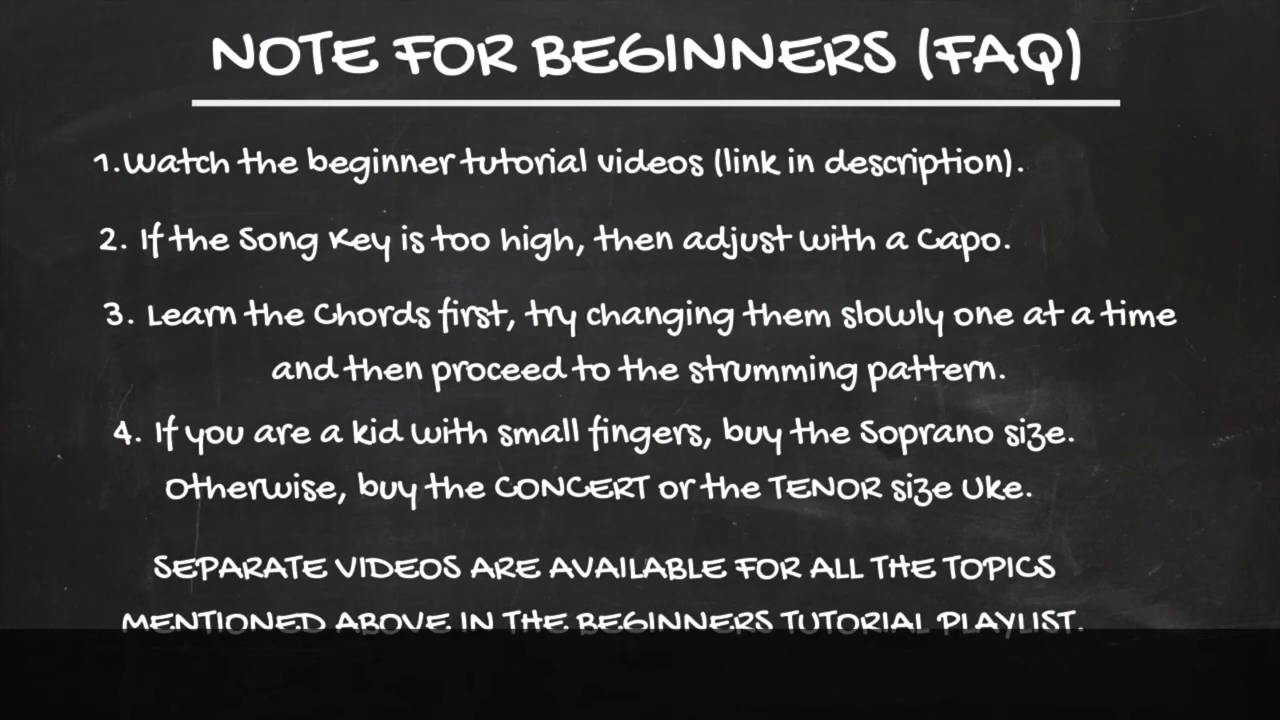 NOTE FOR BEGINNERS (FAQ)
1.Watch the beginner tutorial videos (link in description).
2. If the Song Key is too high, then adjust with a Capo.
3. Learn the Chords first, try changing them slowly one at a time
and then proceed to the strumming pattern.
4. If you are a kid with small fingers, buy the Soprano size.
Otherwise, buy the CONCERT or the TENOR size Uke.
SEPARATE VIDEOS ARE AVAILABLE FOR ALL THE TOPICS
MENTIONED ABOVE IN THE BEGINNERS TUTORIAL PLAYLIST.